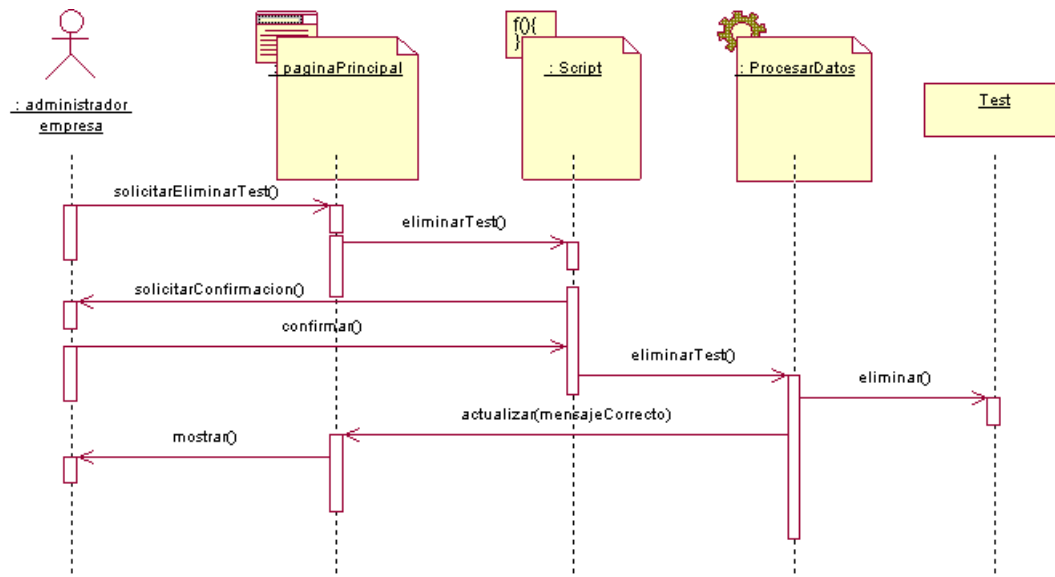 f(){
}
: administrador
empresa
: paginaPrincipal
: Script
: ProcesarDatos
Test
solicitarEliminarTest()
eliminarTest()
solicitarConfirmacion()
confirmar()
eliminarTest()
eliminar()
actualizar(mensajeCorrecto)
mostrar()